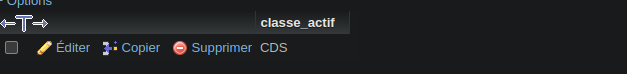 Options
classe_actif
Éditer Copier Supprimer CDS